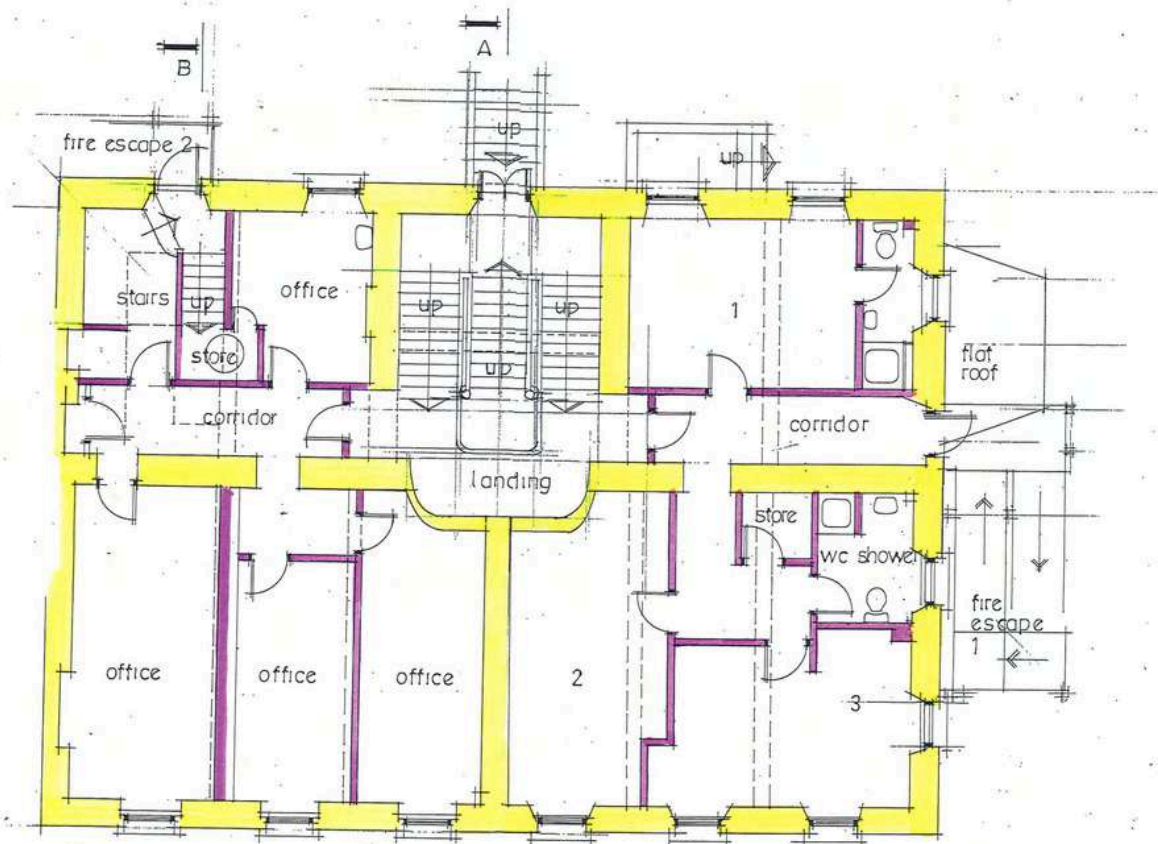 A
B
fire escape 2
up
up
office
stairs
up
up
up
1
store
up
flat
roof
corridor
corridor
landing
store
wc shower
fire
escape
1
office
office
office
2
3